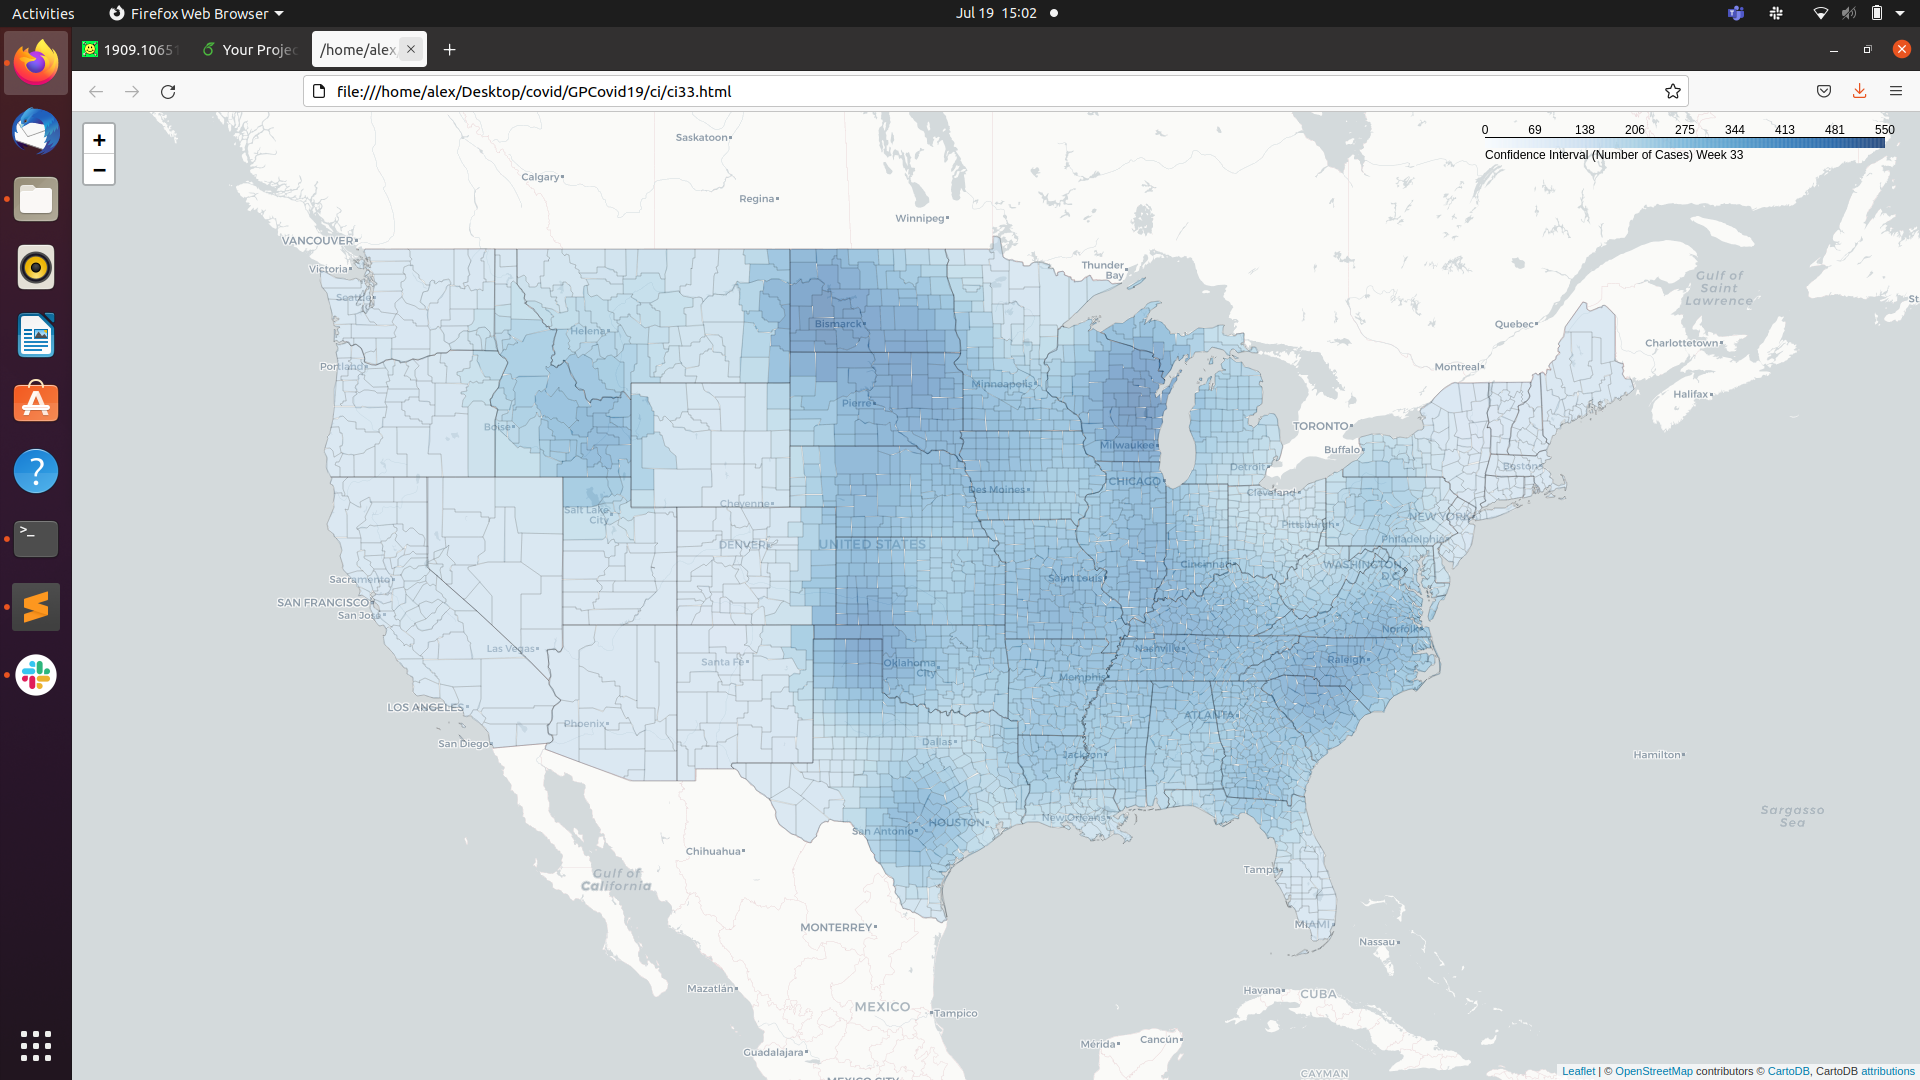 Activities
Firefox Web Browser
Jul 19 15:02
1909.10651
Your Projec
/home/alex
file:///home/alex/Desktop/covid/GPCovid19/ci/ci33.html
+
−
0 69 138 206 275 344 413 481 550
Confidence Interval (Number of Cases) Week 33
Saskatoon
Calgary
Regina
Winnipeg
VANCOUVER
Victoria
Thunder
Bay
Gulf of
Saint
Lawrence
St
Seattle
Helena
Bismarck
Quebec
Charlottetown
Portland
Montreal
Minneapolis
Halifax
Pierre
Boise
TORONTO
Milwaukee
Buffalo
Detroit
Boston
CHICAGO
Des Moines
Cleveland
Cheyenne
Salt Lake
City
NEW YORK
Pittsburgh
DENVER
UNITED STATES
Philadelphia
Cincinnati
WASHINGTON
D.C.
Sacramento
Saint Louis
SAN FRANCISCO
San Jose
Norfolk
Las Vegas
Nashville
Santa Fe
Oklahoma
City
Raleigh
Memphis
LOS ANGELES
ATLANTA
Phoenix
San Diego
Dallas
Jackson
Hamilton
Sargasso
Sea
New Orleans
HOUSTON
San Antonio
Chihuahua
Tampa
Gulf of
California
MONTERREY
MIAMI
Nassau
Mazatlán
Havana
CUBA
MEXICO
Tampico
Mérida
Cancún
Guadalajara
CAYMAN
MEXICO CITY
Leaflet | © OpenStreetMap contributors © CartoDB, CartoDB attributions